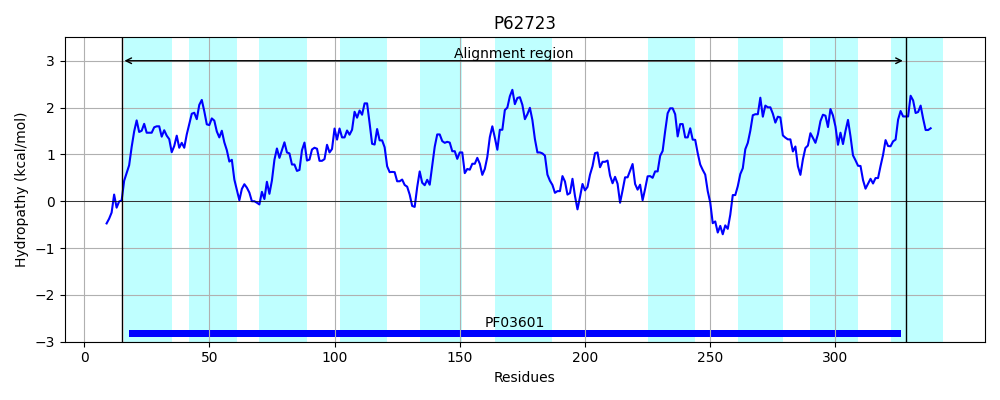 P62723
Alignment region
Hydropathy (kcal/mol)
3
2
1
0
−1
−2
−3
PF03601
0 50 100 150 200 250 300
Residues